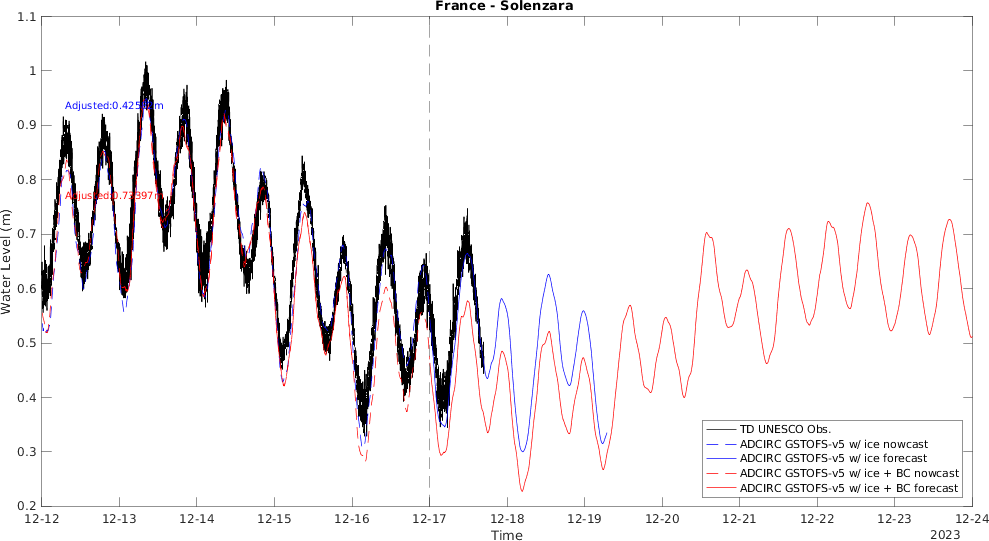 France - Solenzara
1.1
1
0.9
0.8
0.7
0.6
0.5
0.4
0.3
0.2
Water Level (m)
Adjusted:
Adjusted:
TD UNESCO Obs.
ADCIRC GSTOFS-v5 w/ ice nowcast
ADCIRC GSTOFS-v5 w/ ice forecast
ADCIRC GSTOFS-v5 w/ ice + BC nowcast
ADCIRC GSTOFS-v5 w/ ice + BC forecast
12-12 12-13 12-14 12-15 12-16 12-17 12-18 12-19 12-20 12-21 12-22 12-23 12-24
Time
2023